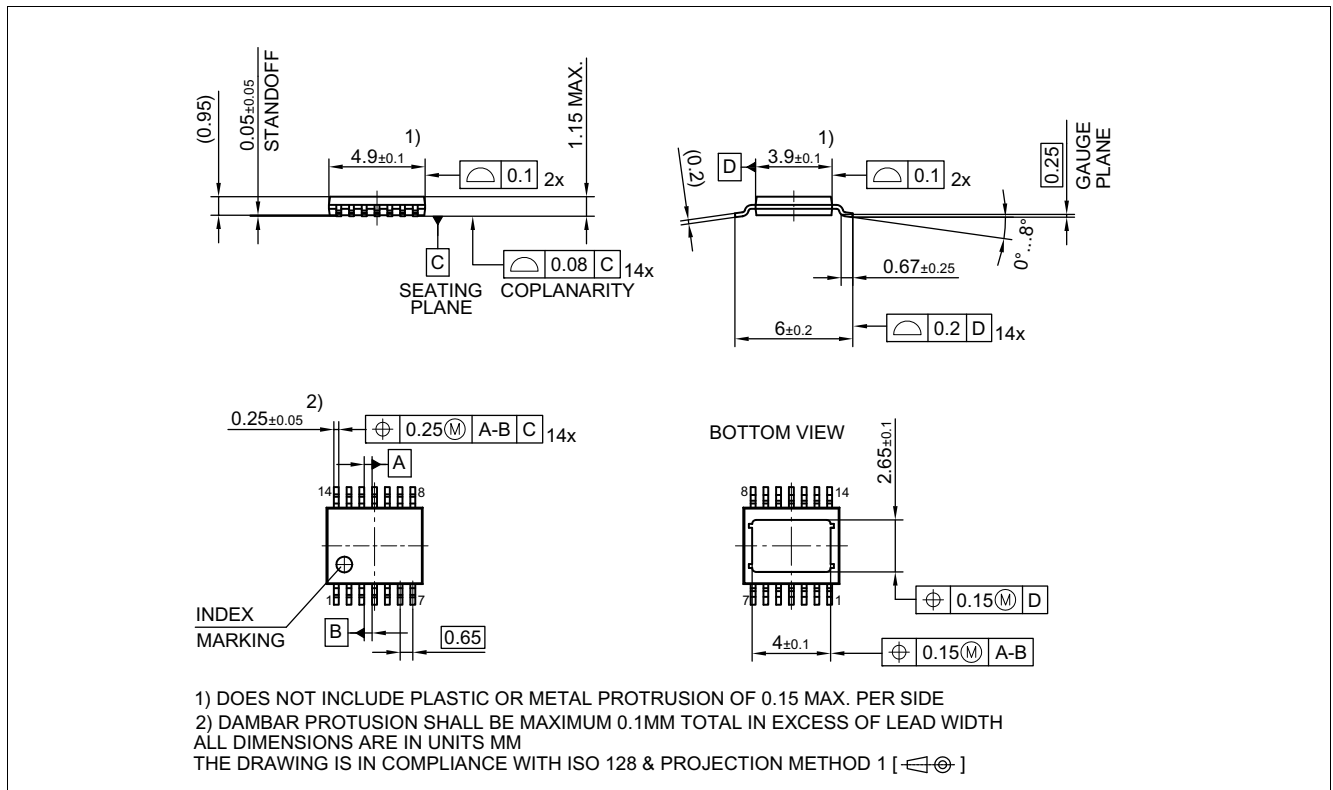 (0.95)
0.05±0.05
STANDOFF
4.9±0.1
1)
0.1 2x
1.15 MAX.
C
SEATING
PLANE
0.08 C 14x
COPLANARITY
(0.2)
D
3.9±0.1
1)
0.1 2x
0.25
GAUGE
PLANE
0°...8°
0.67±0.25
6±0.2
0.2 D 14x
2)
0.25±0.05
0.25Ⓜ A-B C 14x
A
14 8
1 7
INDEX
MARKING
B
0.65
BOTTOM VIEW
2.65±0.1
8 14
7 1
0.15Ⓜ D
4±0.1
0.15Ⓜ A-B
1) DOES NOT INCLUDE PLASTIC OR METAL PROTRUSION OF 0.15 MAX. PER SIDE
2) DAMBAR PROTUSION SHALL BE MAXIMUM 0.1MM TOTAL IN EXCESS OF LEAD WIDTH
ALL DIMENSIONS ARE IN UNITS MM
THE DRAWING IS IN COMPLIANCE WITH ISO 128 & PROJECTION METHOD 1 [ ]